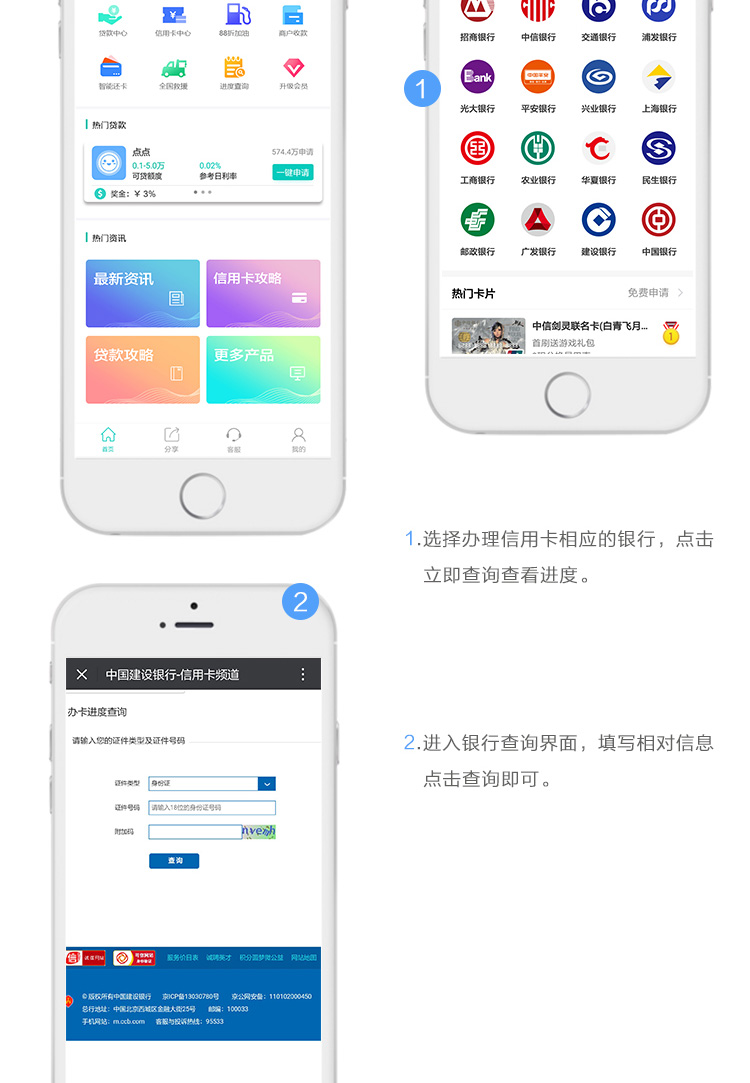 贷款中心 信用卡中心 88折加油 商户收款
智能还卡 全国救援 进度查询 升级会员
热门贷款
点点 574.4万申请
0.1-5.0万 0.02%
可贷额度 参考日利率 一键申请
奖金：¥ 3%
热门资讯
最新资讯 信用卡攻略
贷款攻略 更多产品
首页 分享 客服 我的
招商银行 中信银行 交通银行 浦发银行
1
Bank 中国平安
光大银行 平安银行 兴业银行 上海银行
工商银行 农业银行 华夏银行 民生银行
邮政银行 广发银行 建设银行 中国银行
热门卡片 免费申请
中信剑灵联名卡(白青飞月...
首刷送游戏礼包
1
1.选择办理信用卡相应的银行，点击
立即查询查看进度。
2
中国建设银行-信用卡频道
办卡进度查询
请输入您的证件类型及证件号码
证件类型 身份证
证件号码 请输入18位的身份证号码
附加码
查询
服务价目表 诚聘英才 积分圆梦微公益 网站地图
© 版权所有中国建设银行 京ICP备13030780号 京公网安备：110102000450
总行地址：中国北京西城区金融大街25号 邮编：100033
手机网站：m.ccb.com 客服与投诉热线：95533
2.进入银行查询界面，填写相对信息
点击查询即可。